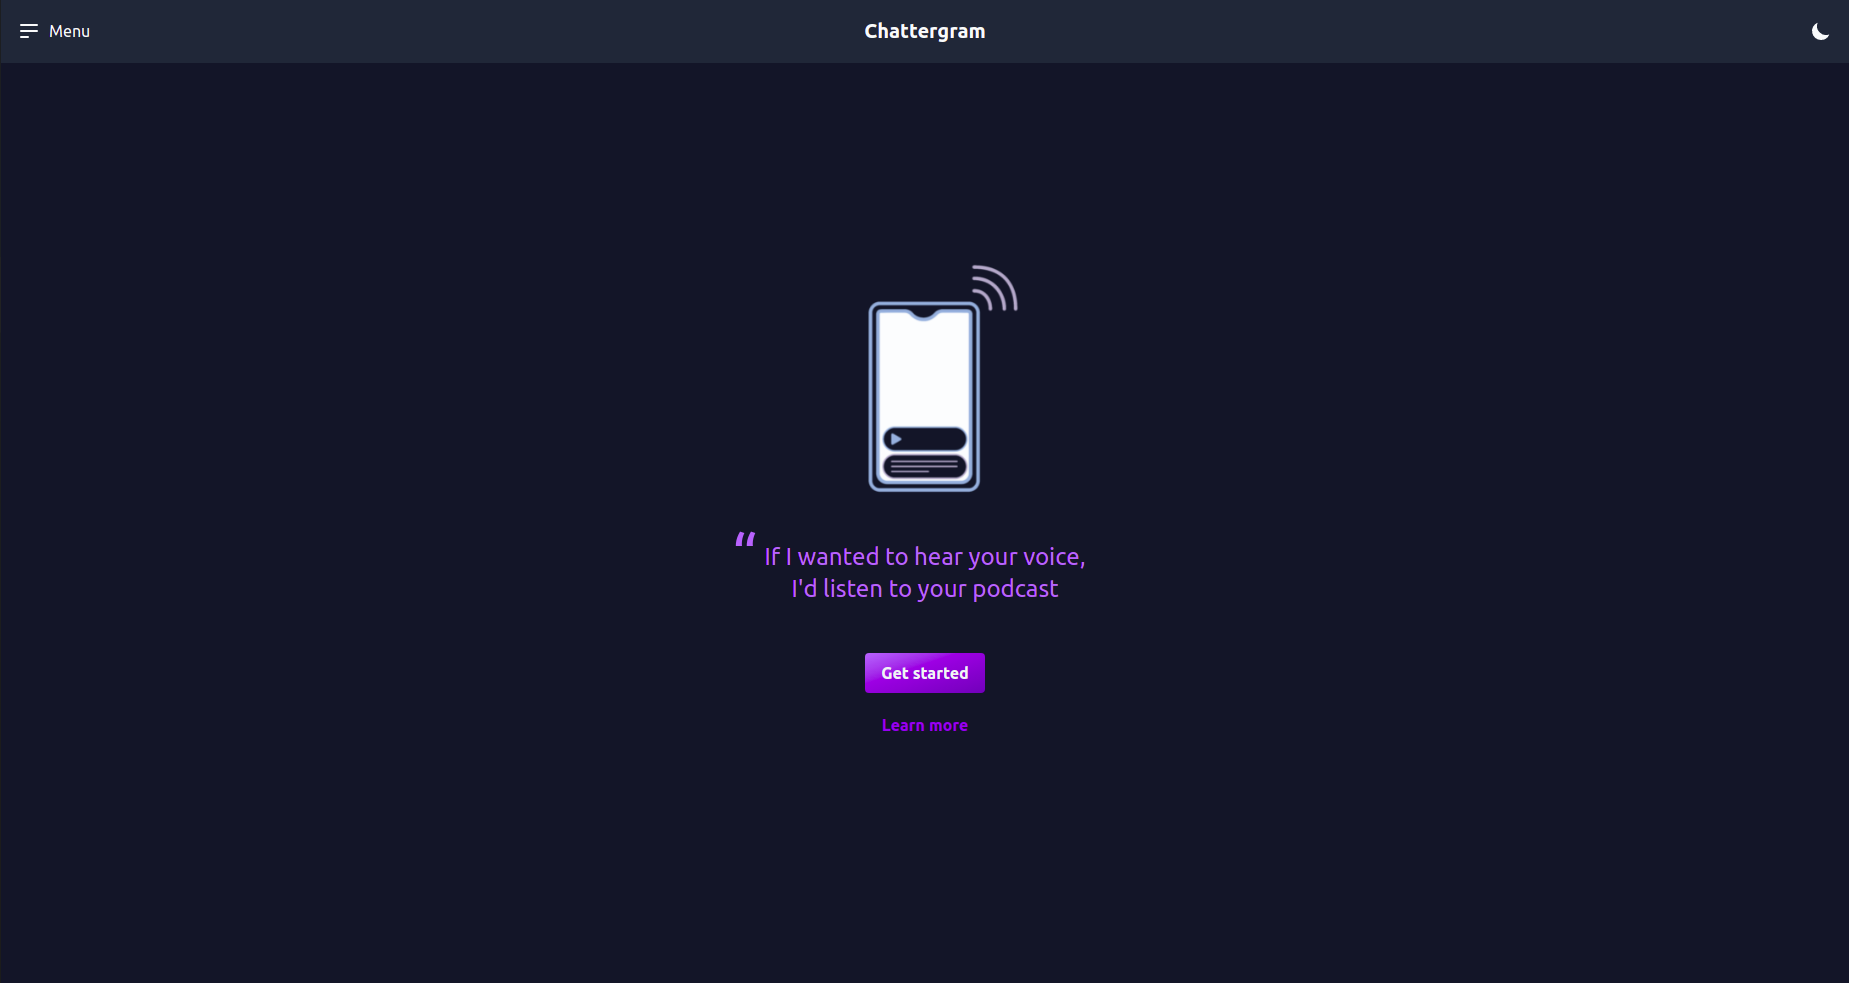 Menu
Chattergram
“ If I wanted to hear your voice,
I'd listen to your podcast
Get started
Learn more